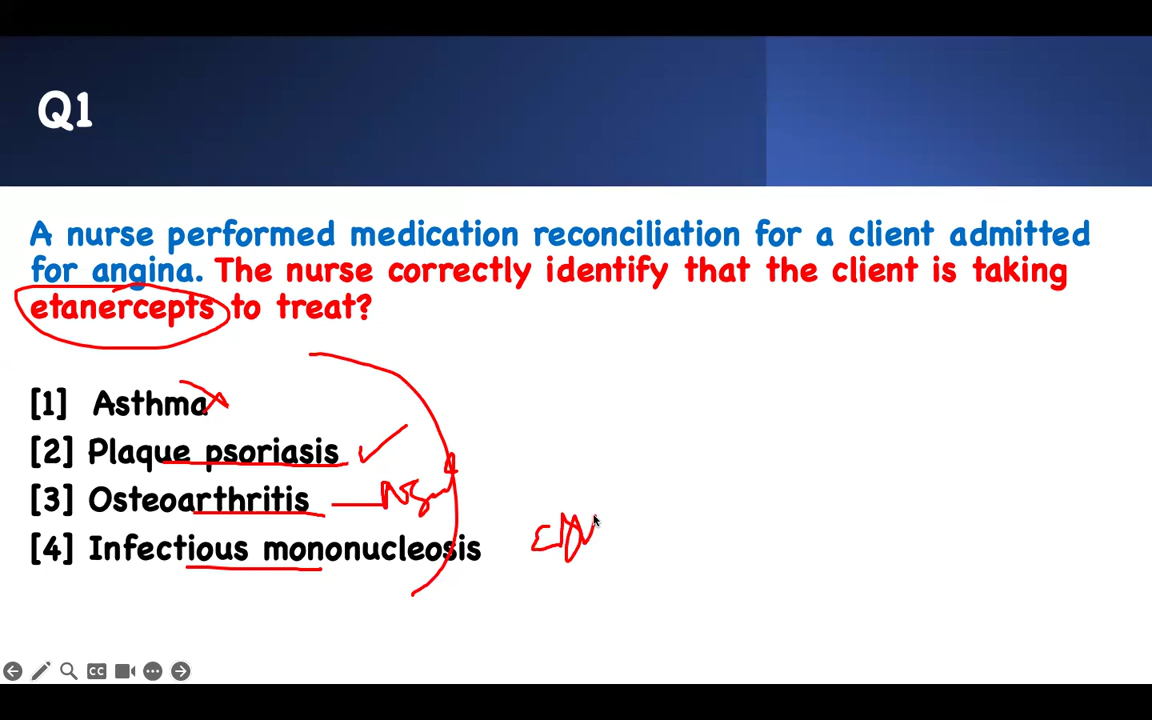 Q1
A nurse performed medication reconciliation for a client admitted
for angina. The nurse correctly identify that the client is taking
etanercepts to treat?
[1] Asthma
[2] Plaque psoriasis
[3] Osteoarthritis
[4] Infectious mononucleosis
CC